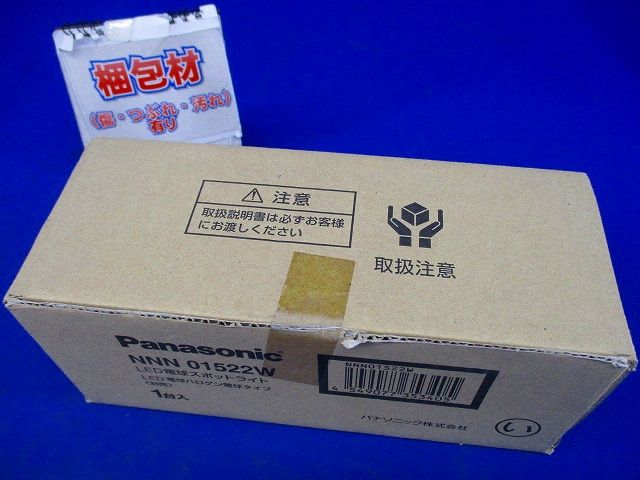 梱包材
(傷・つぶれ・汚れ)
有り
注意
取扱説明書は必ずお客様
にお渡しください
取扱注意
Panasonic
NNN 01522W
LED電球スポットライト
LED電球ハロゲン電球タイプ
(別売)
1台入
NNN01522W
パナソニック株式会社
い